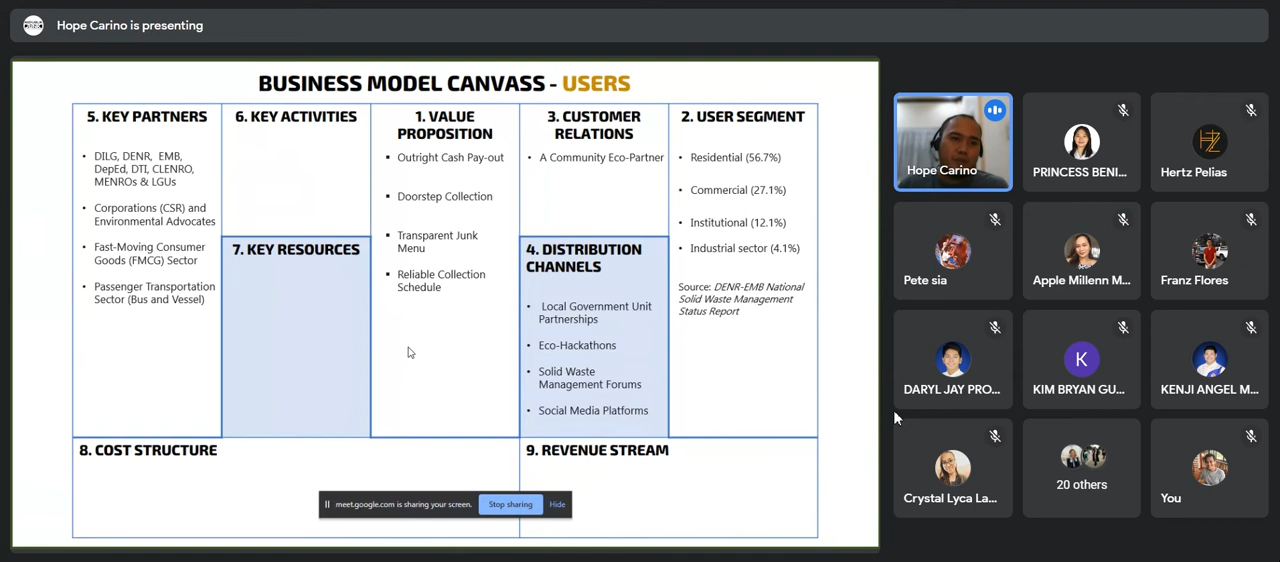 Hope Carino is presenting
BUSINESS MODEL CANVASS - USERS
5. KEY PARTNERS
• DILG, DENR, EMB,
DepEd, DTI, CLENRO,
MENROs & LGUs
• Corporations (CSR) and
Environmental Advocates
• Fast-Moving Consumer
Goods (FMCG) Sector
• Passenger Transportation
Sector (Bus and Vessel)
6. KEY ACTIVITIES
7. KEY RESOURCES
1. VALUE
PROPOSITION
▪ Outright Cash Pay-out
▪ Doorstep Collection
▪ Transparent Junk
Menu
▪ Reliable Collection
Schedule
3. CUSTOMER
RELATIONS
• A Community Eco-Partner
4. DISTRIBUTION
CHANNELS
• Local Government Unit
Partnerships
• Eco-Hackathons
• Solid Waste
Management Forums
• Social Media Platforms
2. USER SEGMENT
• Residential (56.7%)
• Commercial (27.1%)
• Institutional (12.1%)
• Industrial sector (4.1%)
Source: DENR-EMB National
Solid Waste Management
Status Report
8. COST STRUCTURE
9. REVENUE STREAM
meet.google.com is sharing your screen.
Stop sharing
Hide
Hope Carino
PRINCESS BENI...
Hertz Pelias
Pete sia
Apple Millenn M...
Franz Flores
DARYL JAY PRO...
K
KIM BRYAN GU...
KENJI ANGEL M...
Crystal Lyca La...
20 others
You